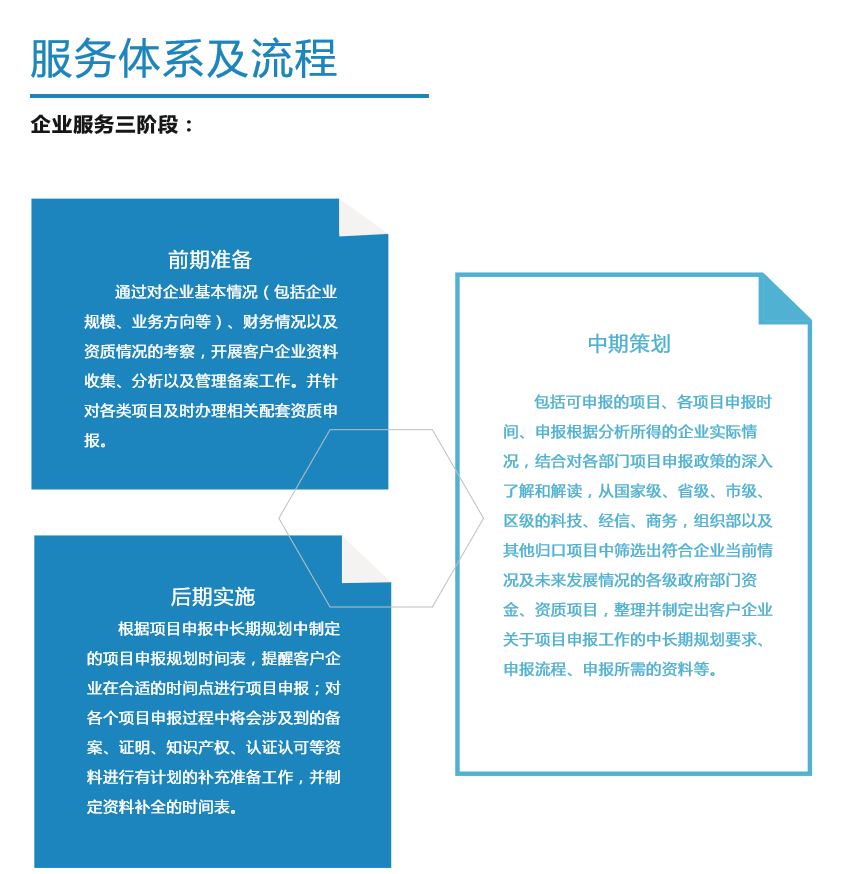 服务体系及流程
企业服务三阶段：
前期准备
通过对企业基本情况（包括企业
规模、业务方向等）、财务情况以及
资质情况的考察，开展客户企业资料
收集、分析以及管理备案工作。并针
对各类项目及时办理相关配套资质申
报。
中期策划
包括可申报的项目、各项目申报时
间、申报根据分析所得的企业实际情
况，结合对各部门项目申报政策的深入
了解和解读，从国家级、省级、市级、
区级的科技、经信、商务，组织部以及
其他归口项目中筛选出符合企业当前情
况及未来发展情况的各级政府部门资
金、资质项目，整理并制定出客户企业
关于项目申报工作的中长期规划要求、
申报流程、申报所需的资料等。
后期实施
根据项目申报中长期规划中制定
的项目申报规划时间表，提醒客户企
业在合适的时间点进行项目申报；对
各个项目申报过程中将会涉及到的备
案、证明、知识产权、认证认可等资
料进行有计划的补充准备工作，并制
定资料补全的时间表。